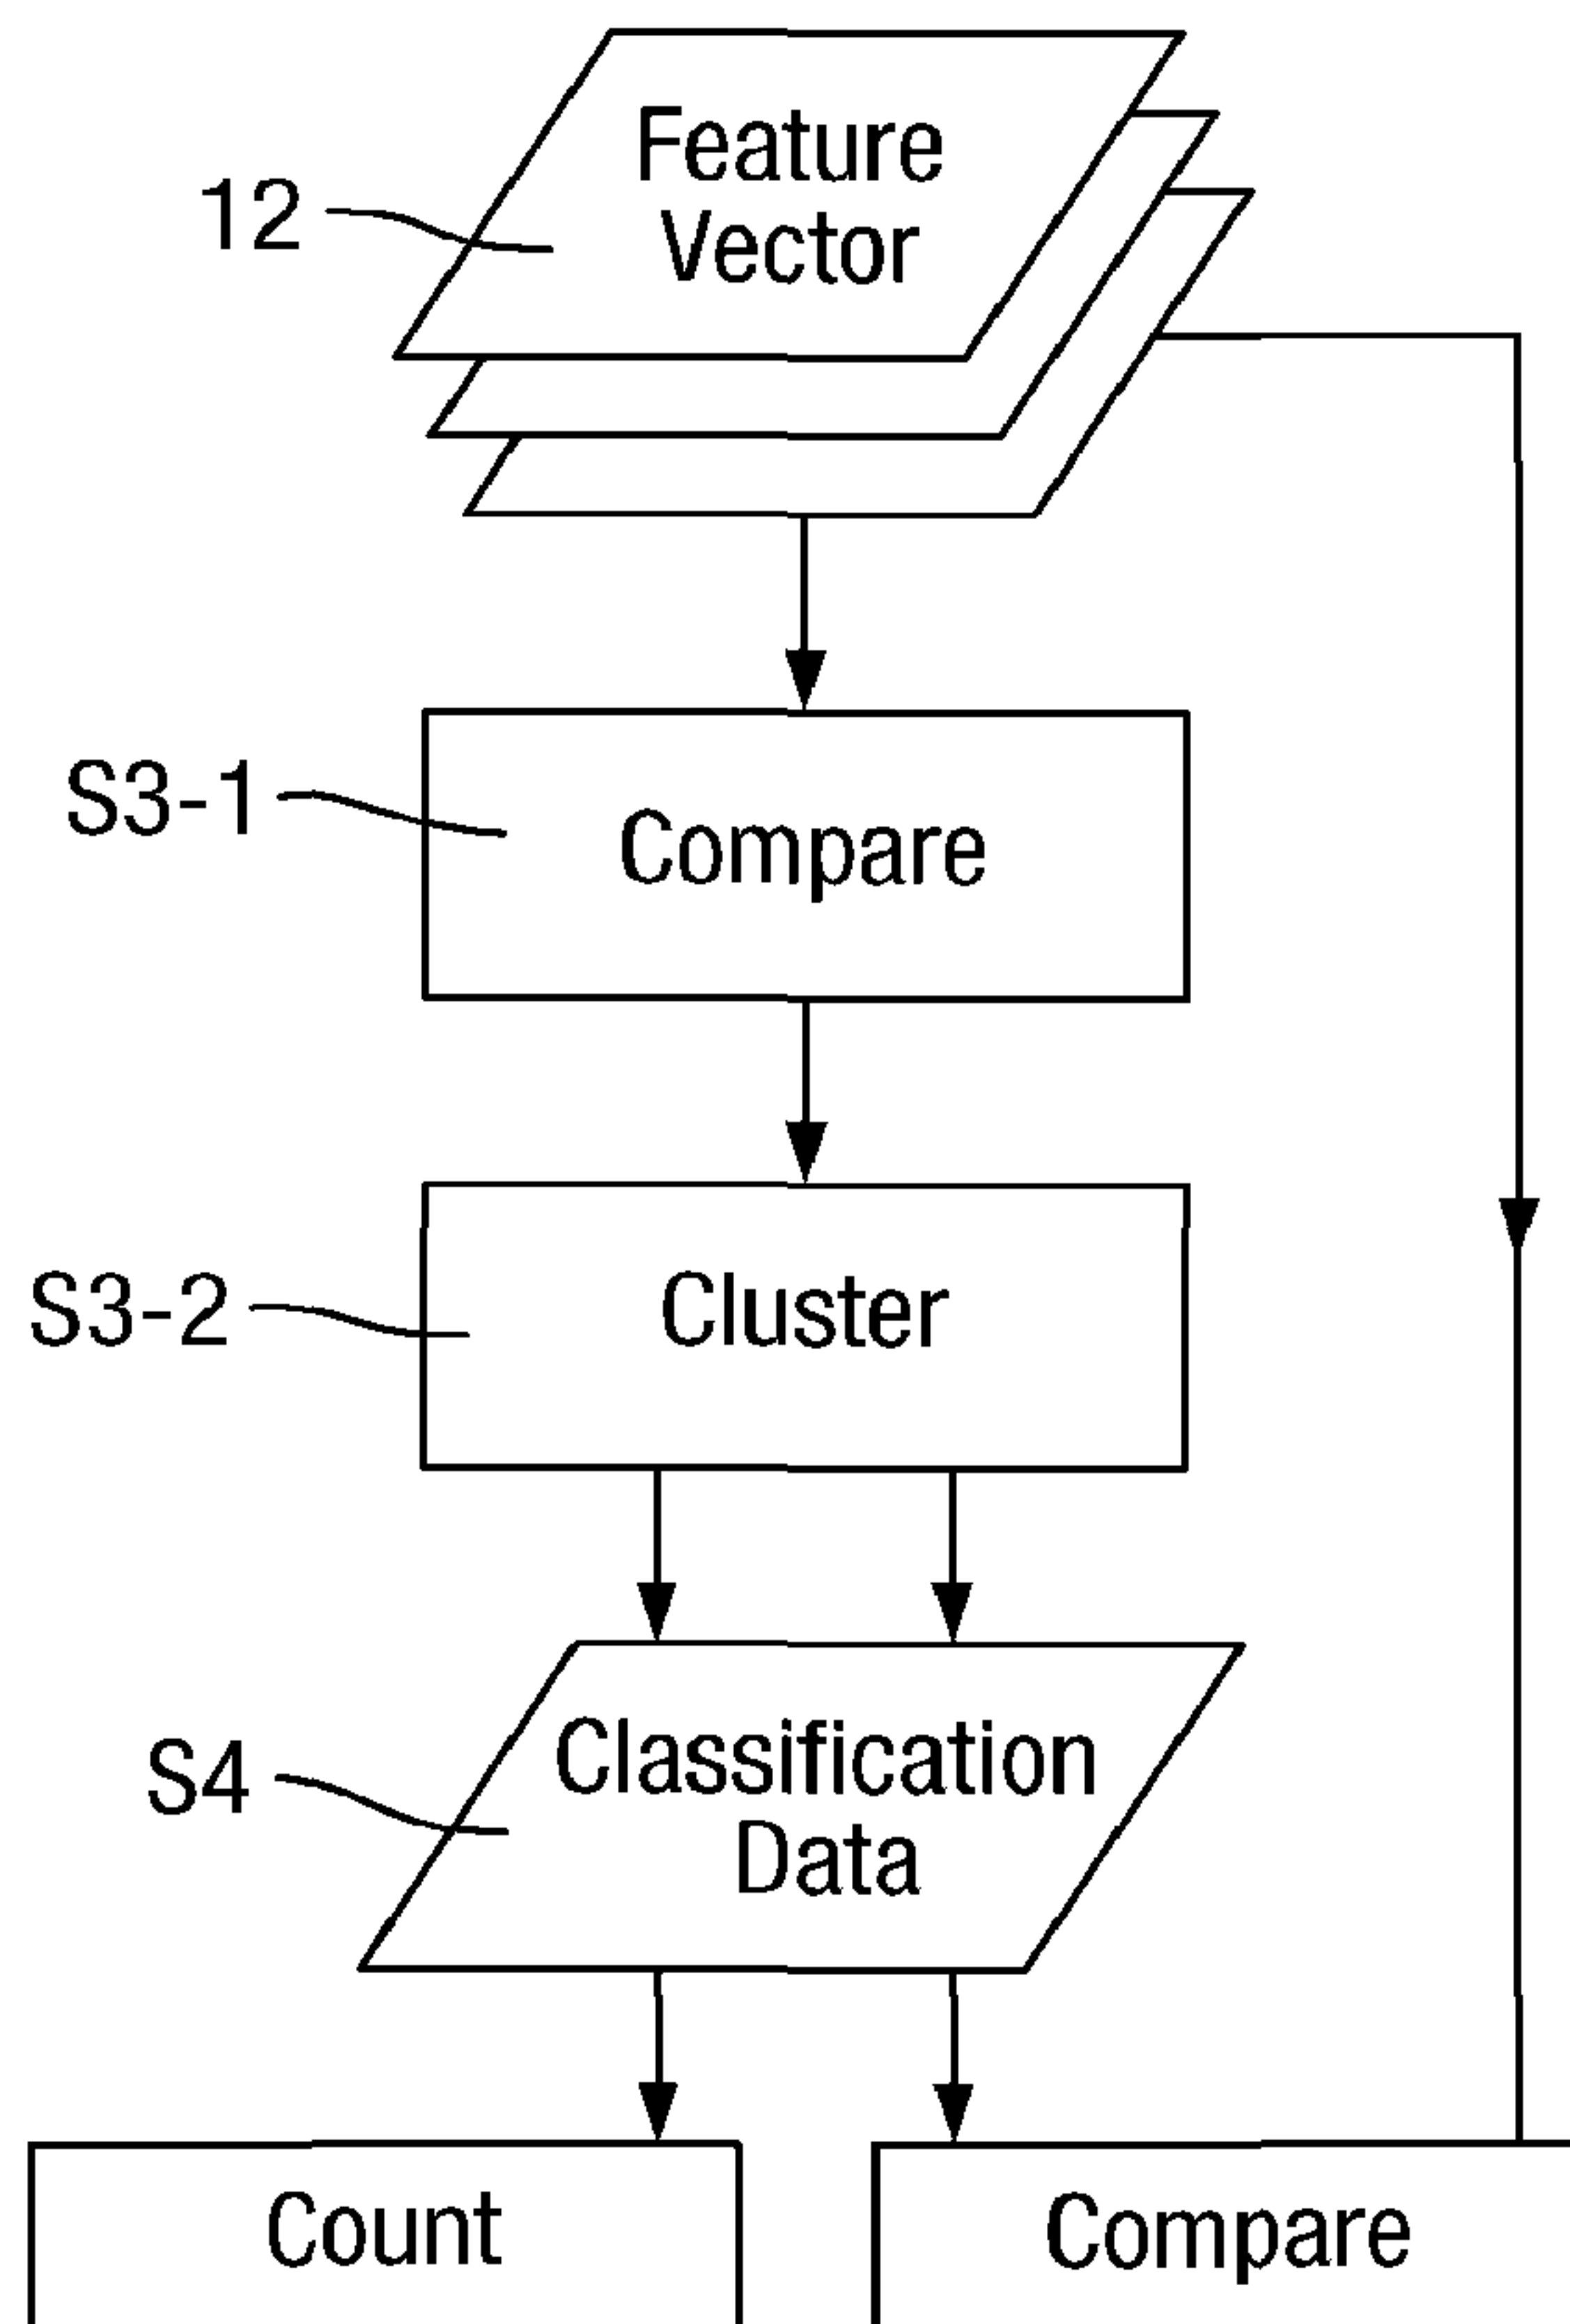 Feature
Vector
12
S3-1
Compare
S3-2
Cluster
S4
Classification
Data
Count
Compare